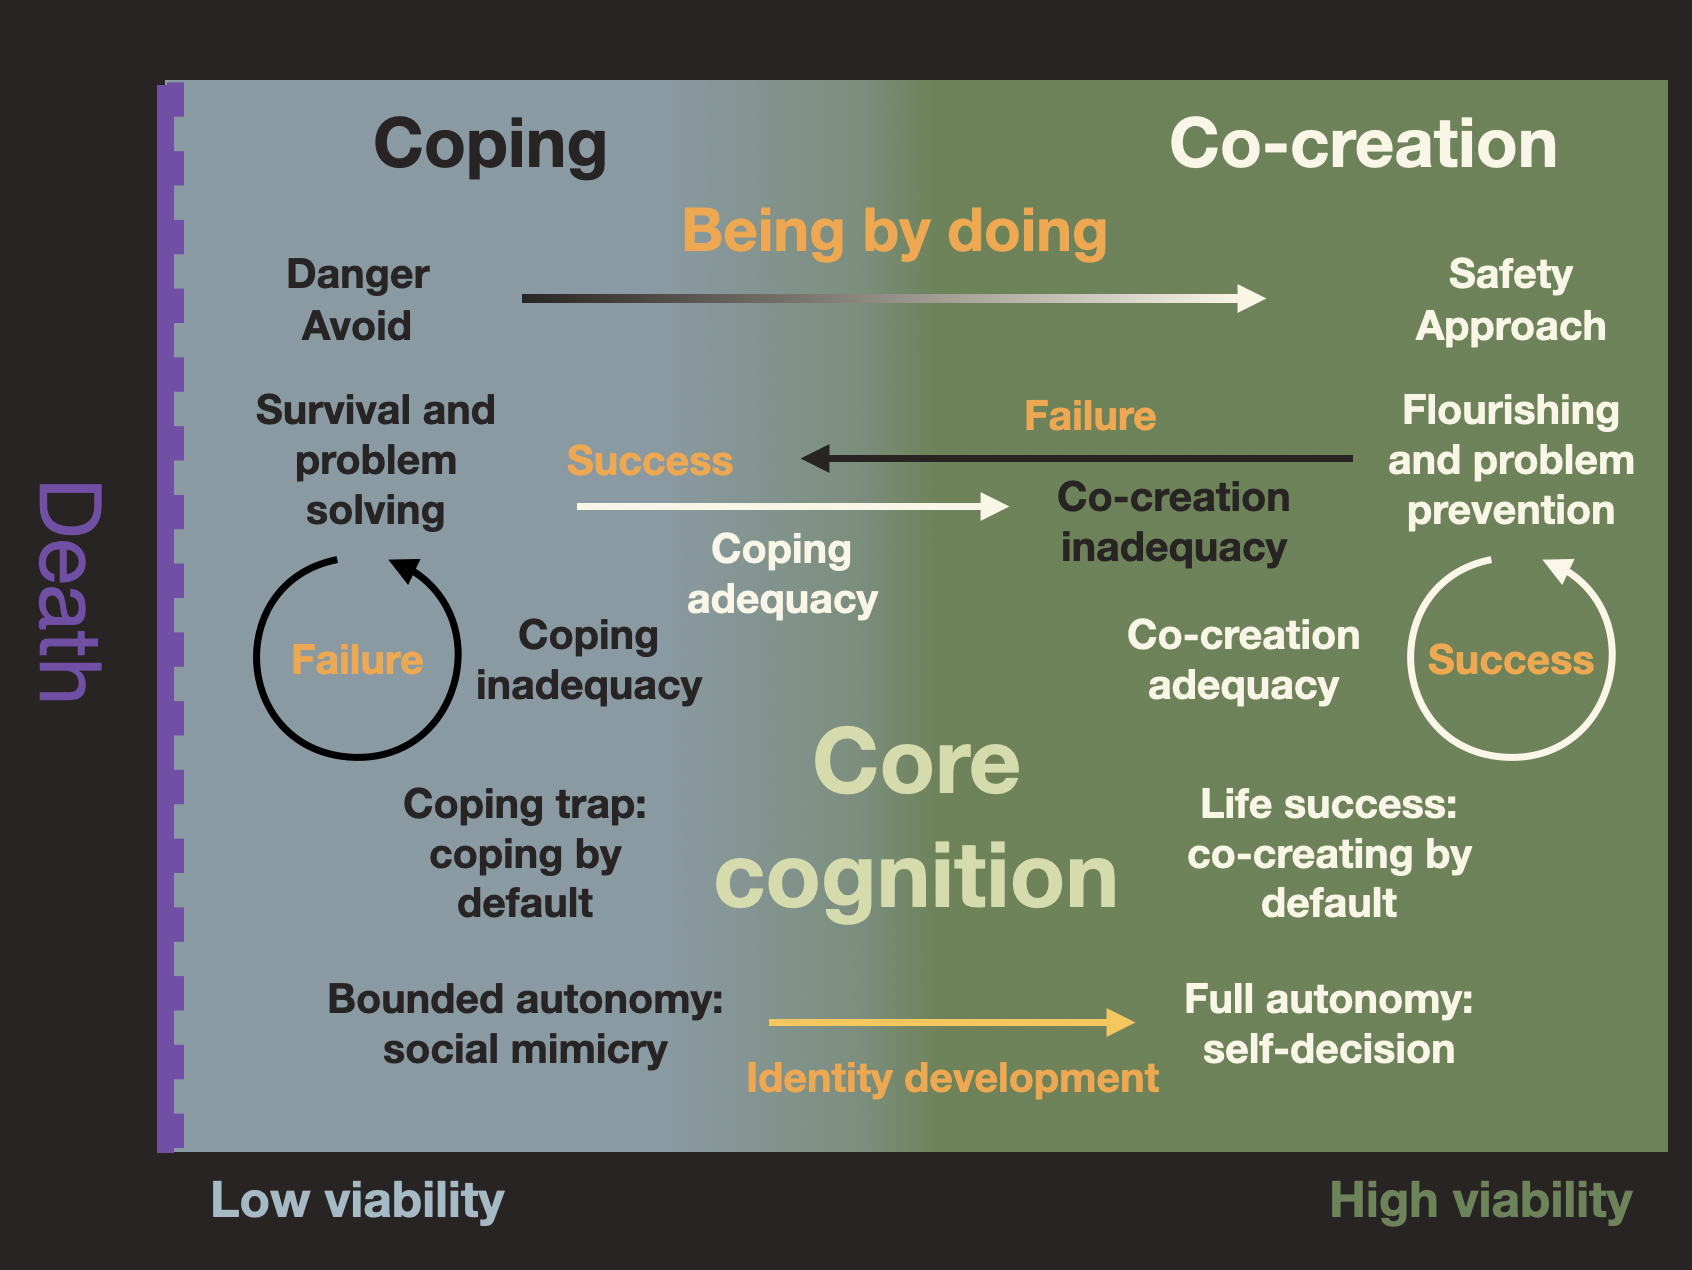 Coping
Co-creation
Being by doing
Danger
Avoid
Safety
Approach
Survival and
problem
solving
Success
Coping
adequacy
Failure
Co-creation
inadequacy
Flourishing
and problem
prevention
Failure
Coping
inadequacy
Co-creation
adequacy
Success
Death
Core
cognition
Coping trap:
coping by
default
Life success:
co-creating by
default
Bounded autonomy:
social mimicry
Identity development
Full autonomy:
self-decision
Low viability
High viability